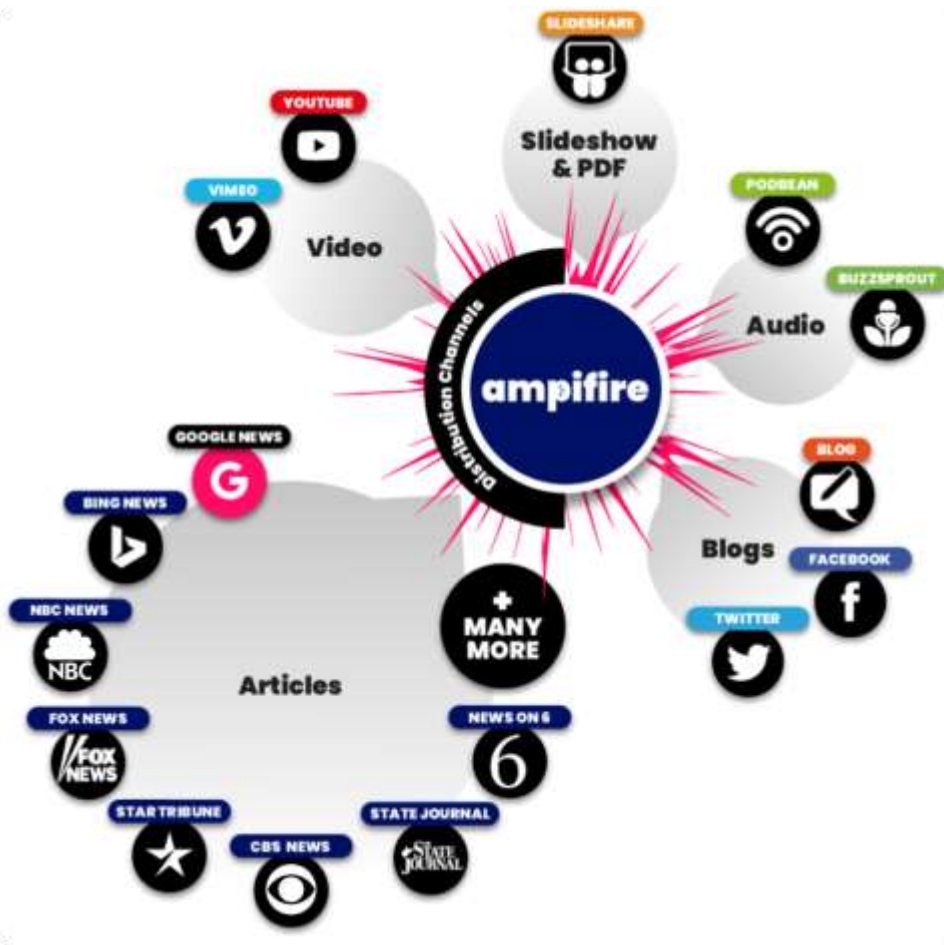 SLIDESHARE
Slideshow
& PDF
YOUTUBE
VIMEO
Video
PODBEAN
BUZZSPROUT
Audio
Distribution Channels
ampifire
BLOG
Blogs
FACEBOOK
TWITTER
GOOGLE NEWS
G
BING NEWS
NBC NEWS
NBC
Articles
+
MANY
MORE
FOX NEWS
FOX
NEWS
STAR TRIBUNE
CBS NEWS
STATE JOURNAL
THE
STATE
JOURNAL
NEWS ON 6
6